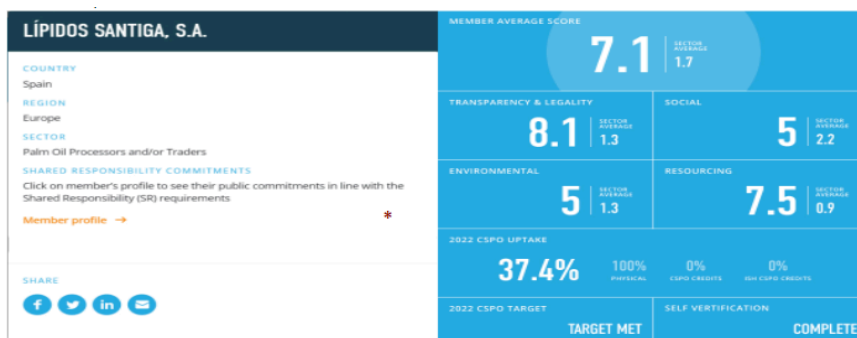 LÍPIDOS SANTIGA, S.A.
COUNTRY
Spain
REGION
Europe
SECTOR
Palm Oil Processors and/or Traders
SHARED RESPONSIBILITY COMMITMENTS
Click on member's profile to see their public commitments in line with the
Shared Responsibility (SR) requirements
Member profile →
*
SHARE
MEMBER AVERAGE SCORE
7.1
SECTOR
AVERAGE
1.7
TRANSPARENCY & LEGALITY
8.1
SECTOR
AVERAGE
1.3
SOCIAL
5
SECTOR
AVERAGE
2.2
ENVIRONMENTAL
5
SECTOR
AVERAGE
1.3
RESOURCING
7.5
SECTOR
AVERAGE
0.9
2022 CSPO UPTAKE
37.4%
100%
PHYSICAL
0%
CSPO CREDITS
0%
ISH CSPO CREDITS
2022 CSPO TARGET
TARGET MET
SELF VERTIFICATION
COMPLETE